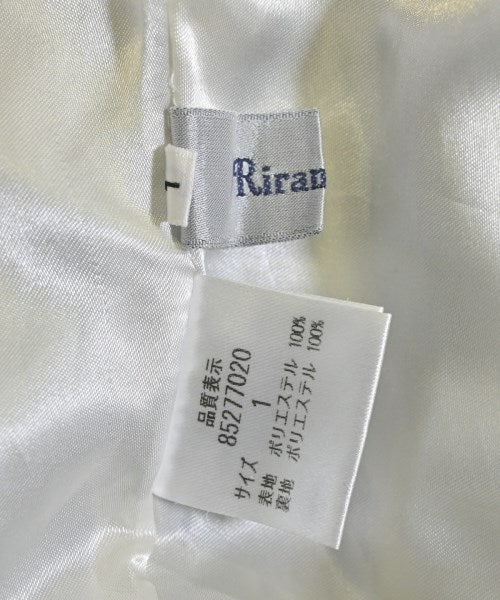 Riran
1
品質表示
85277020
サイズ 1
表地 ポリエステル 100%
裏地 ポリエステル 100%